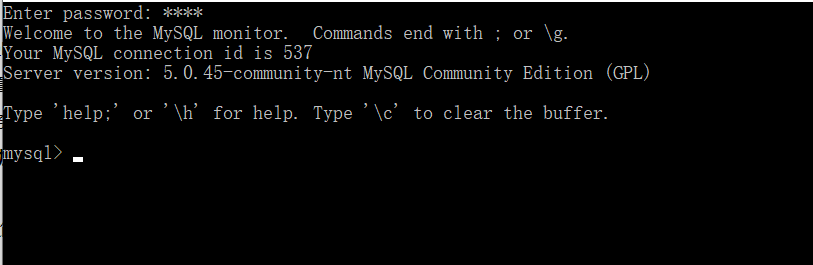 Enter password: ****
Welcome to the MySQL monitor.  Commands end with ; or \g.
Your MySQL connection id is 537
Server version: 5.0.45-community-nt MySQL Community Edition (GPL)
Type 'help;' or '\h' for help. Type '\c' to clear the buffer.
mysql> _